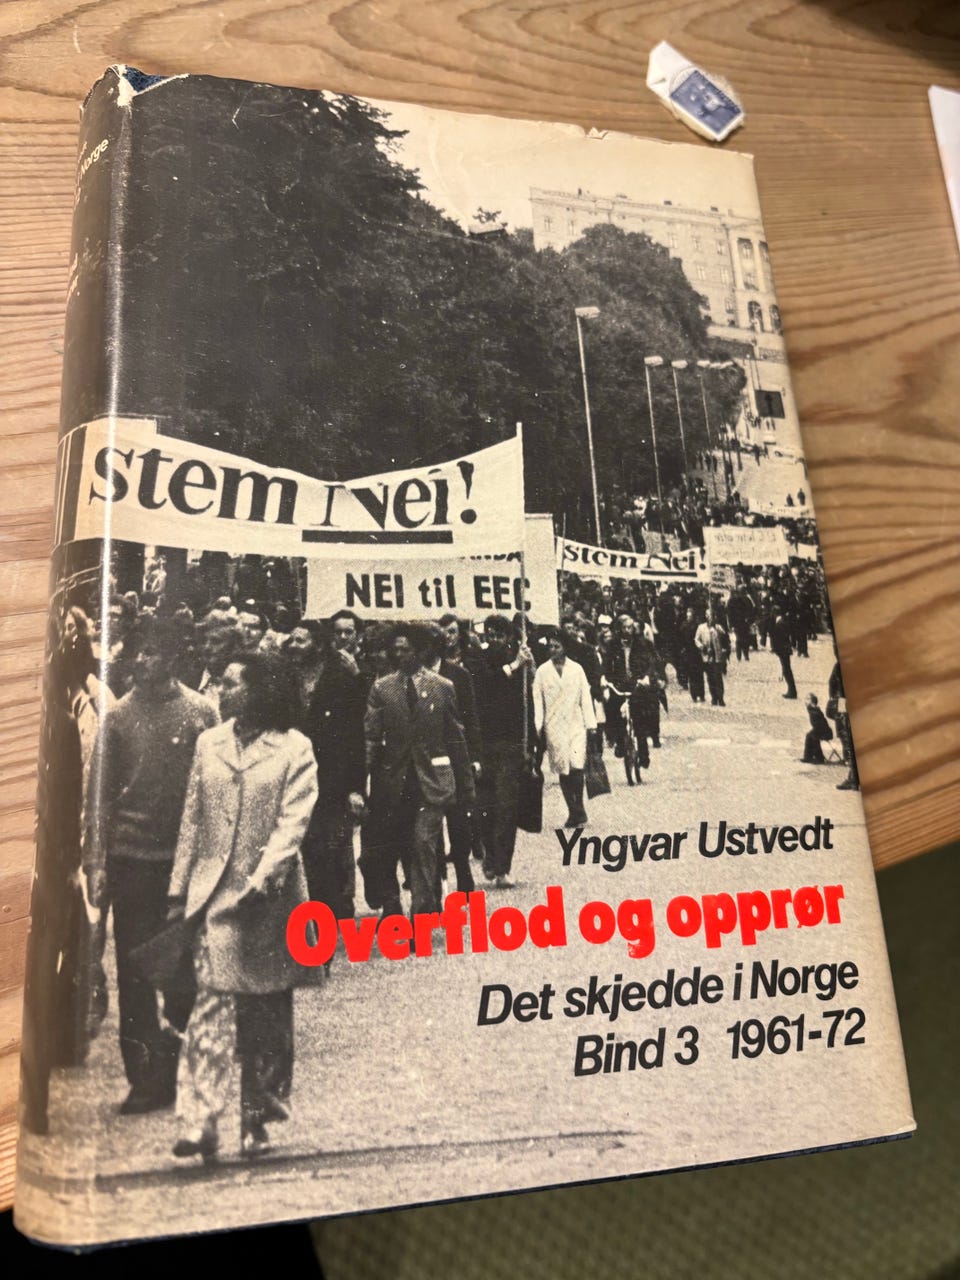 Norge
stem Nei!
NEI til EEC
stem Nei!
Yngvar Ustvedt
Overflod og opprør
Det skjedde i Norge
Bind 3 1961-72